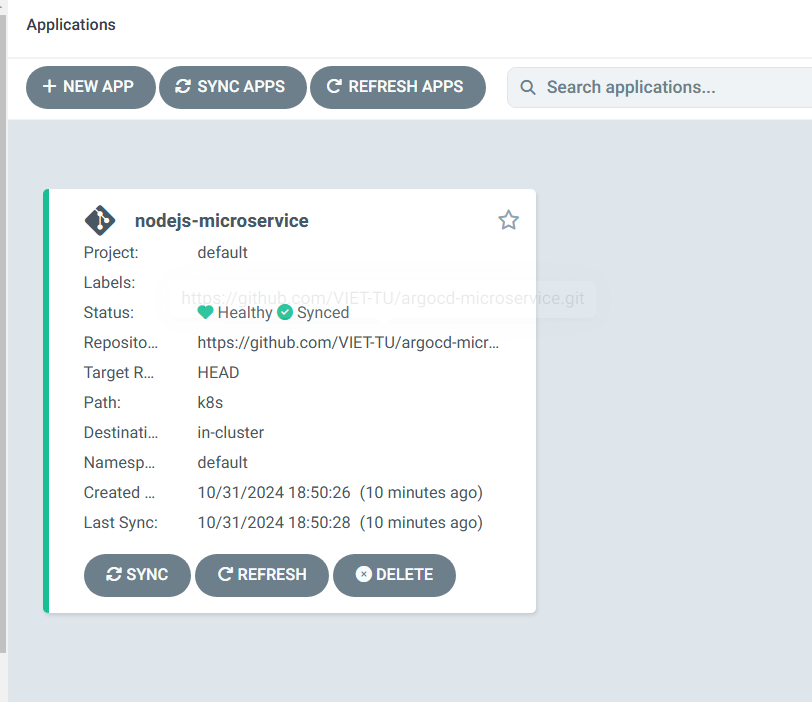 Applications
NEW APP SYNC APPS REFRESH APPS Search applications...
nodejs-microservice
Project: default
Labels:
https://github.com/VIET-TU/argocd-microservice.git
Status: Healthy Synced
Reposito... https://github.com/VIET-TU/argocd-micr...
Target R... HEAD
Path: k8s
Destinati... in-cluster
Namesp... default
Created ... 10/31/2024 18:50:26 (10 minutes ago)
Last Sync: 10/31/2024 18:50:28 (10 minutes ago)
SYNC REFRESH DELETE